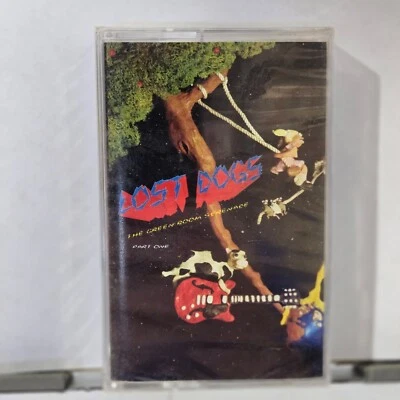 LOST DOGS
THE GREEN ROOM SERENADE
PART ONE